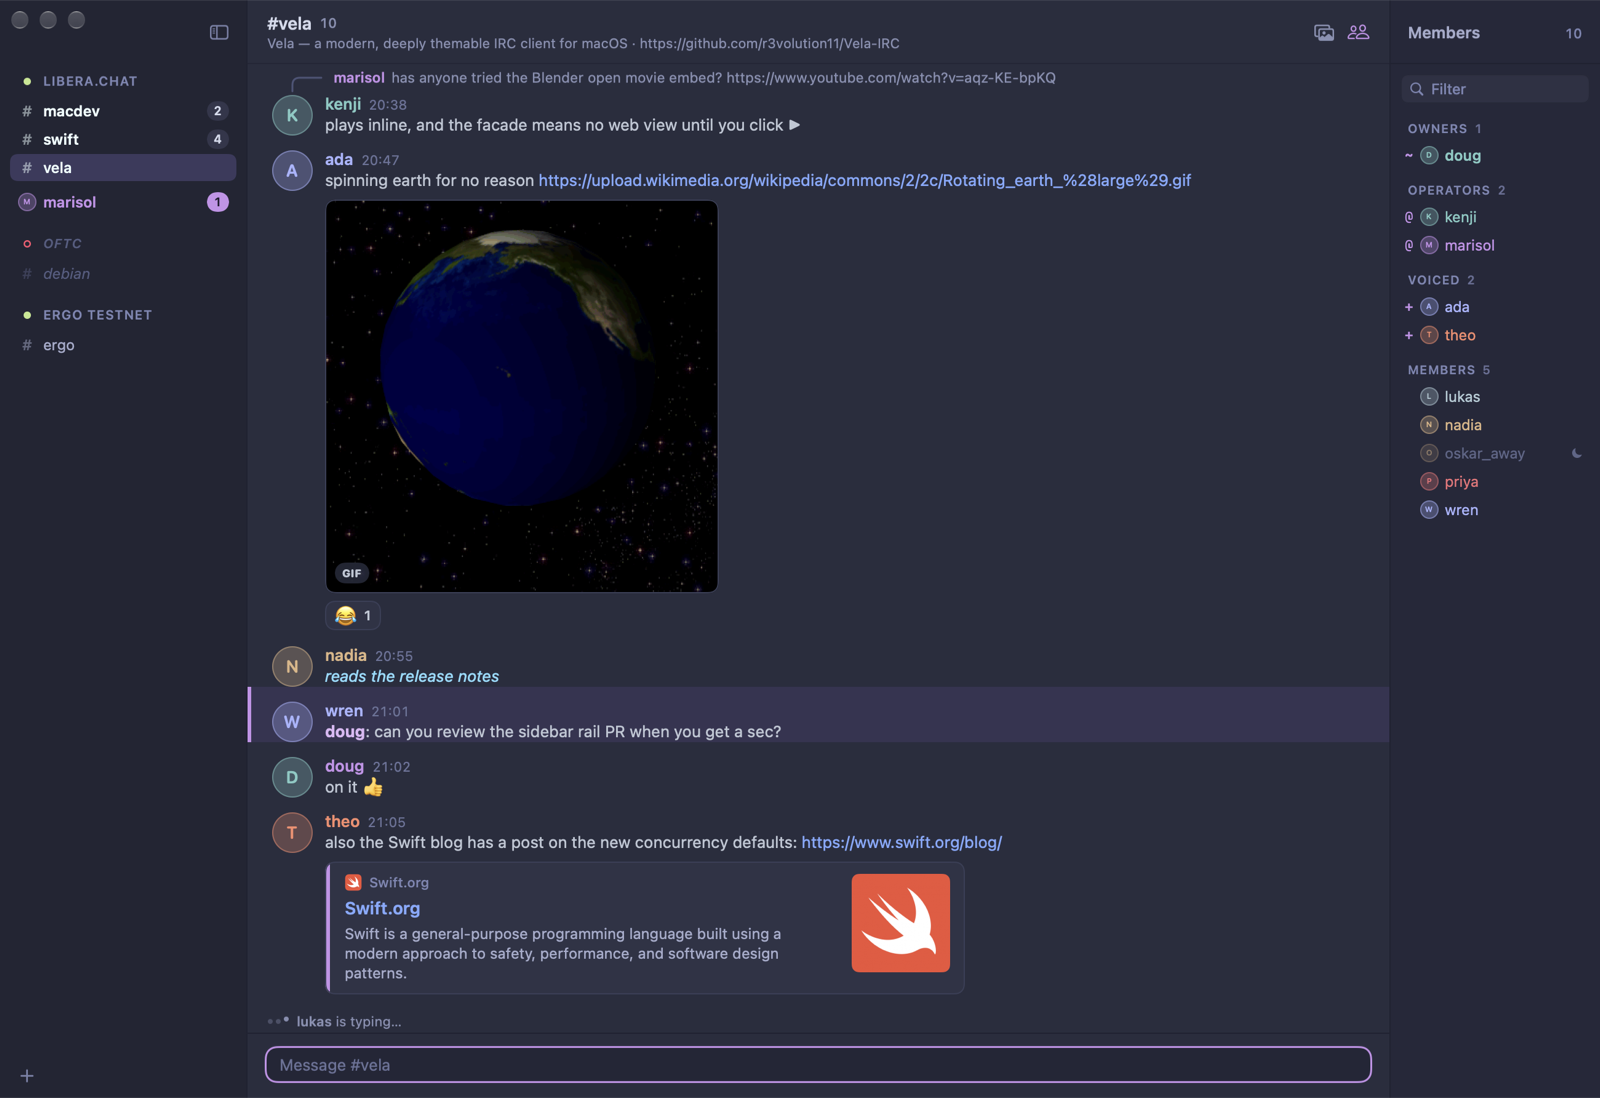 LIBERA.CHAT
# macdev 2
# swift 4
# vela
M marisol 1
OFTC
# debian
ERGO TESTNET
# ergo
+
#vela 10
Vela — a modern, deeply themable IRC client for macOS · https://github.com/r3volution11/Vela-IRC
marisol has anyone tried the Blender open movie embed? https://www.youtube.com/watch?v=aqz-KE-bpKQ
K
kenji 20:38
plays inline, and the facade means no web view until you click ▶
A
ada 20:47
spinning earth for no reason https://upload.wikimedia.org/wikipedia/commons/2/2c/Rotating_earth_%28large%29.gif
GIF
😂 1
N
nadia 20:55
reads the release notes
W
wren 21:01
doug: can you review the sidebar rail PR when you get a sec?
D
doug 21:02
on it 👍
T
theo 21:05
also the Swift blog has a post on the new concurrency defaults: https://www.swift.org/blog/
Swift.org
Swift.org
Swift is a general-purpose programming language built using a
modern approach to safety, performance, and software design
patterns.
lukas is typing...
Message #vela
Members 10
Filter
OWNERS 1
~ D doug
OPERATORS 2
@ K kenji
@ M marisol
VOICED 2
+ A ada
+ T theo
MEMBERS 5
L lukas
N nadia
O oskar_away
P priya
W wren